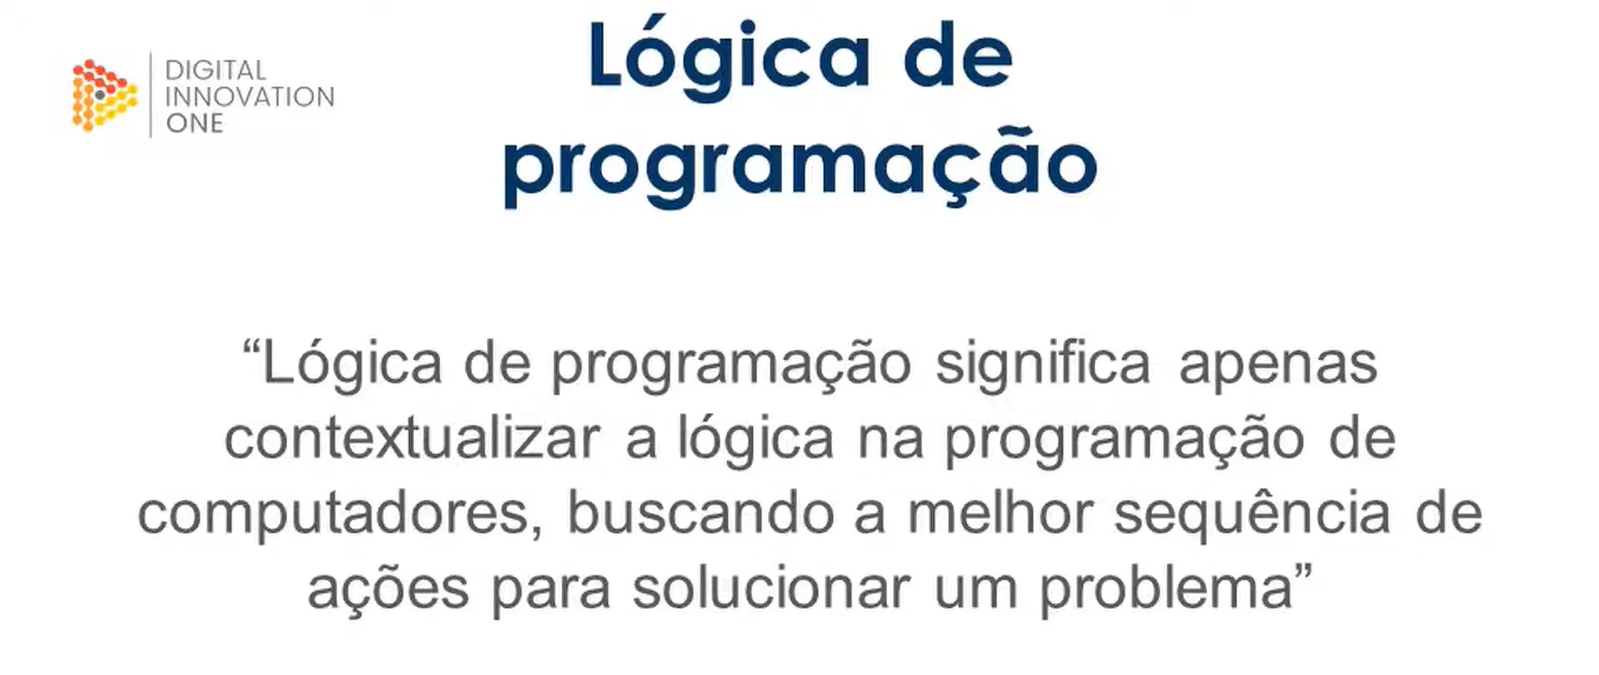 Lógica de
programação
DIGITAL
INNOVATION
ONE
“Lógica de programação significa apenas
contextualizar a lógica na programação de
computadores, buscando a melhor sequência de
ações para solucionar um problema”